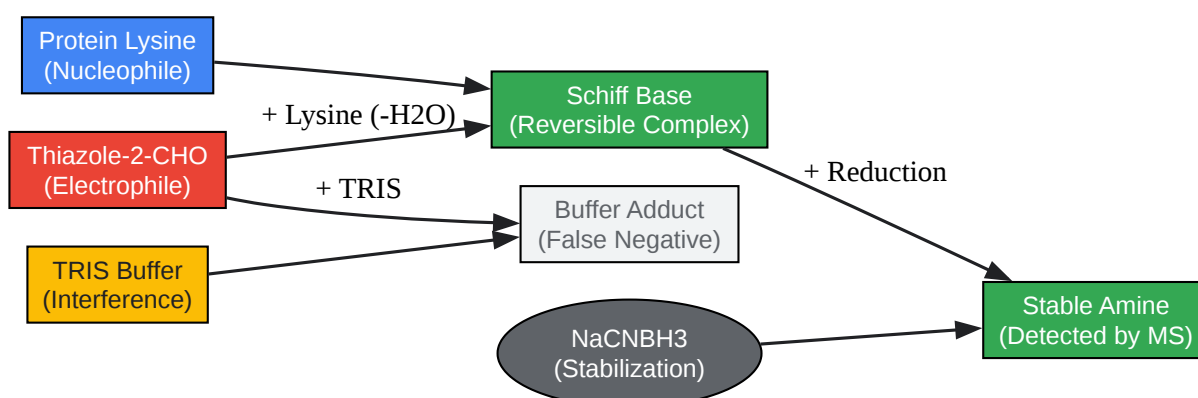 Protein Lysine
(Nucleophile)
+ Lysine (-H2O)
Schiff Base
(Reversible Complex)
Thiazole-2-CHO
(Electrophile)
+ TRIS
+ Reduction
Buffer Adduct
(False Negative)
TRIS Buffer
(Interference)
Stable Amine
(Detected by MS)
NaCNBH3
(Stabilization)